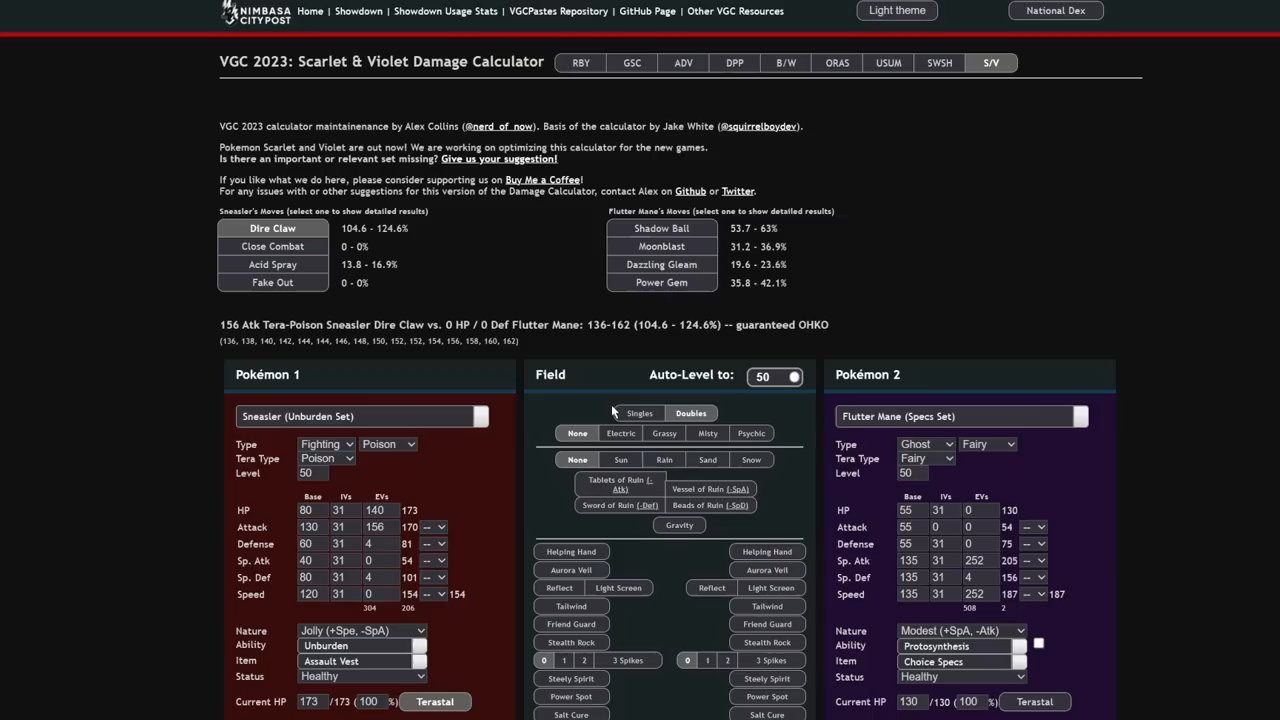 NIMBASA CITY POST
Home | Showdown | Showdown Usage Stats | VGCPastes Repository | GitHub Page | Other VGC Resources
Light theme
National Dex
VGC 2023: Scarlet & Violet Damage Calculator
RBY GSC ADV DPP B/W ORAS USUM SWSH S/V
VGC 2023 calculator maintainenance by Alex Collins (@nerd_of_now). Basis of the calculator by Jake White (@squirrelboydev).
Pokemon Scarlet and Violet are out now! We are working on optimizing this calculator for the new games.
Is there an important or relevant set missing? Give us your suggestion!
If you like what we do here, please consider supporting us on Buy Me a Coffee!
For any issues with or other suggestions for this version of the Damage Calculator, contact Alex on Github or Twitter.
Sneasler's Moves (select one to show detailed results)
Dire Claw 104.6 - 124.6%
Close Combat 0 - 0%
Acid Spray 13.8 - 16.9%
Fake Out 0 - 0%
Flutter Mane's Moves (select one to show detailed results)
Shadow Ball 53.7 - 63%
Moonblast 31.2 - 36.9%
Dazzling Gleam 19.6 - 23.6%
Power Gem 35.8 - 42.1%
156 Atk Tera-Poison Sneasler Dire Claw vs. 0 HP / 0 Def Flutter Mane: 136-162 (104.6 - 124.6%) -- guaranteed OHKO
(136, 138, 140, 142, 144, 144, 146, 148, 150, 152, 152, 154, 156, 158, 160, 162)
Pokémon 1
Sneasler (Unburden Set)
Type Fighting Poison
Tera Type Poison
Level 50
Base IVs EVs
HP 80 31 140 173
Attack 130 31 156 170 --
Defense 60 31 4 81 --
Sp. Atk 40 31 0 54 --
Sp. Def 80 31 4 101 --
Speed 120 31 0 154 -- 154
304 206
Nature Jolly (+Spe, -SpA)
Ability Unburden
Item Assault Vest
Status Healthy
Current HP 173 /173 ( 100 %) Terastal
Field Auto-Level to: 50
Singles Doubles
None Electric Grassy Misty Psychic
None Sun Rain Sand Snow
Tablets of Ruin (-
Atk) Vessel of Ruin (-SpA)
Sword of Ruin (-Def) Beads of Ruin (-SpD)
Gravity
Helping Hand Helping Hand
Aurora Veil Aurora Veil
Reflect Light Screen Reflect Light Screen
Tailwind Tailwind
Friend Guard Friend Guard
Stealth Rock Stealth Rock
0 1 2 3 Spikes 0 1 2 3 Spikes
Steely Spirit Steely Spirit
Power Spot Power Spot
Salt Cure Salt Cure
Pokémon 2
Flutter Mane (Specs Set)
Type Ghost Fairy
Tera Type Fairy
Level 50
Base IVs EVs
HP 55 31 0 130
Attack 55 0 0 54 --
Defense 55 31 0 75 --
Sp. Atk 135 31 252 205 --
Sp. Def 135 31 4 156 --
Speed 135 31 252 187 -- 187
508 2
Nature Modest (+SpA, -Atk)
Ability Protosynthesis
Item Choice Specs
Status Healthy
Current HP 130 /130 ( 100 %) Terastal